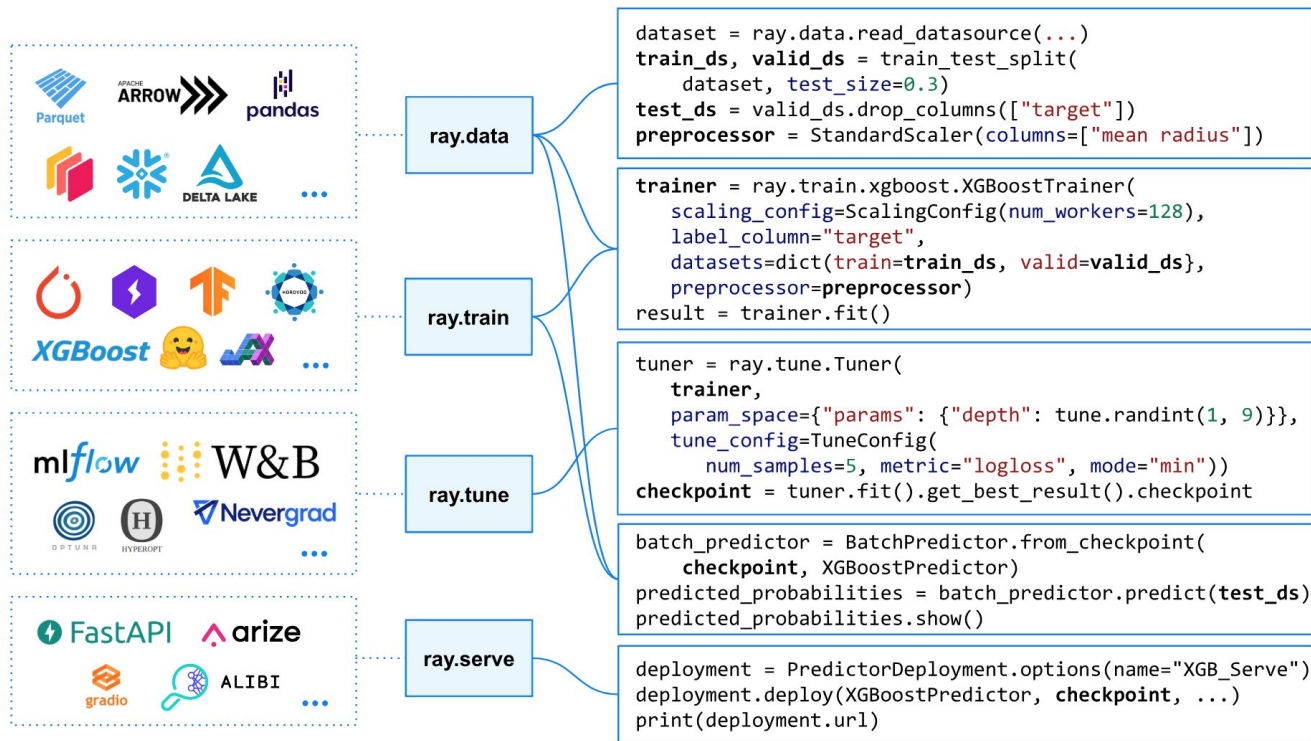 Parquet
APACHE
ARROW
pandas
DELTA LAKE
...
ray.data
dataset = ray.data.read_datasource(...)
train_ds, valid_ds = train_test_split(
dataset, test_size=0.3)
test_ds = valid_ds.drop_columns(["target"])
preprocessor = StandardScaler(columns=["mean radius"])
HOROVOD
XGBoost
JAX
...
ray.train
trainer = ray.train.xgboost.XGBoostTrainer(
scaling_config=ScalingConfig(num_workers=128),
label_column="target",
datasets=dict(train=train_ds, valid=valid_ds},
preprocessor=preprocessor)
result = trainer.fit()
mlflow
W&B
OPTUNA
H
HYPEROPT
Nevergrad
...
ray.tune
tuner = ray.tune.Tuner(
trainer,
param_space={"params": {"depth": tune.randint(1, 9)}},
tune_config=TuneConfig(
num_samples=5, metric="logloss", mode="min"))
checkpoint = tuner.fit().get_best_result().checkpoint
batch_predictor = BatchPredictor.from_checkpoint(
checkpoint, XGBoostPredictor)
predicted_probabilities = batch_predictor.predict(test_ds)
predicted_probabilities.show()
FastAPI
arize
gradio
ALIBI
...
ray.serve
deployment = PredictorDeployment.options(name="XGB_Serve")
deployment.deploy(XGBoostPredictor, checkpoint, ...)
print(deployment.url)